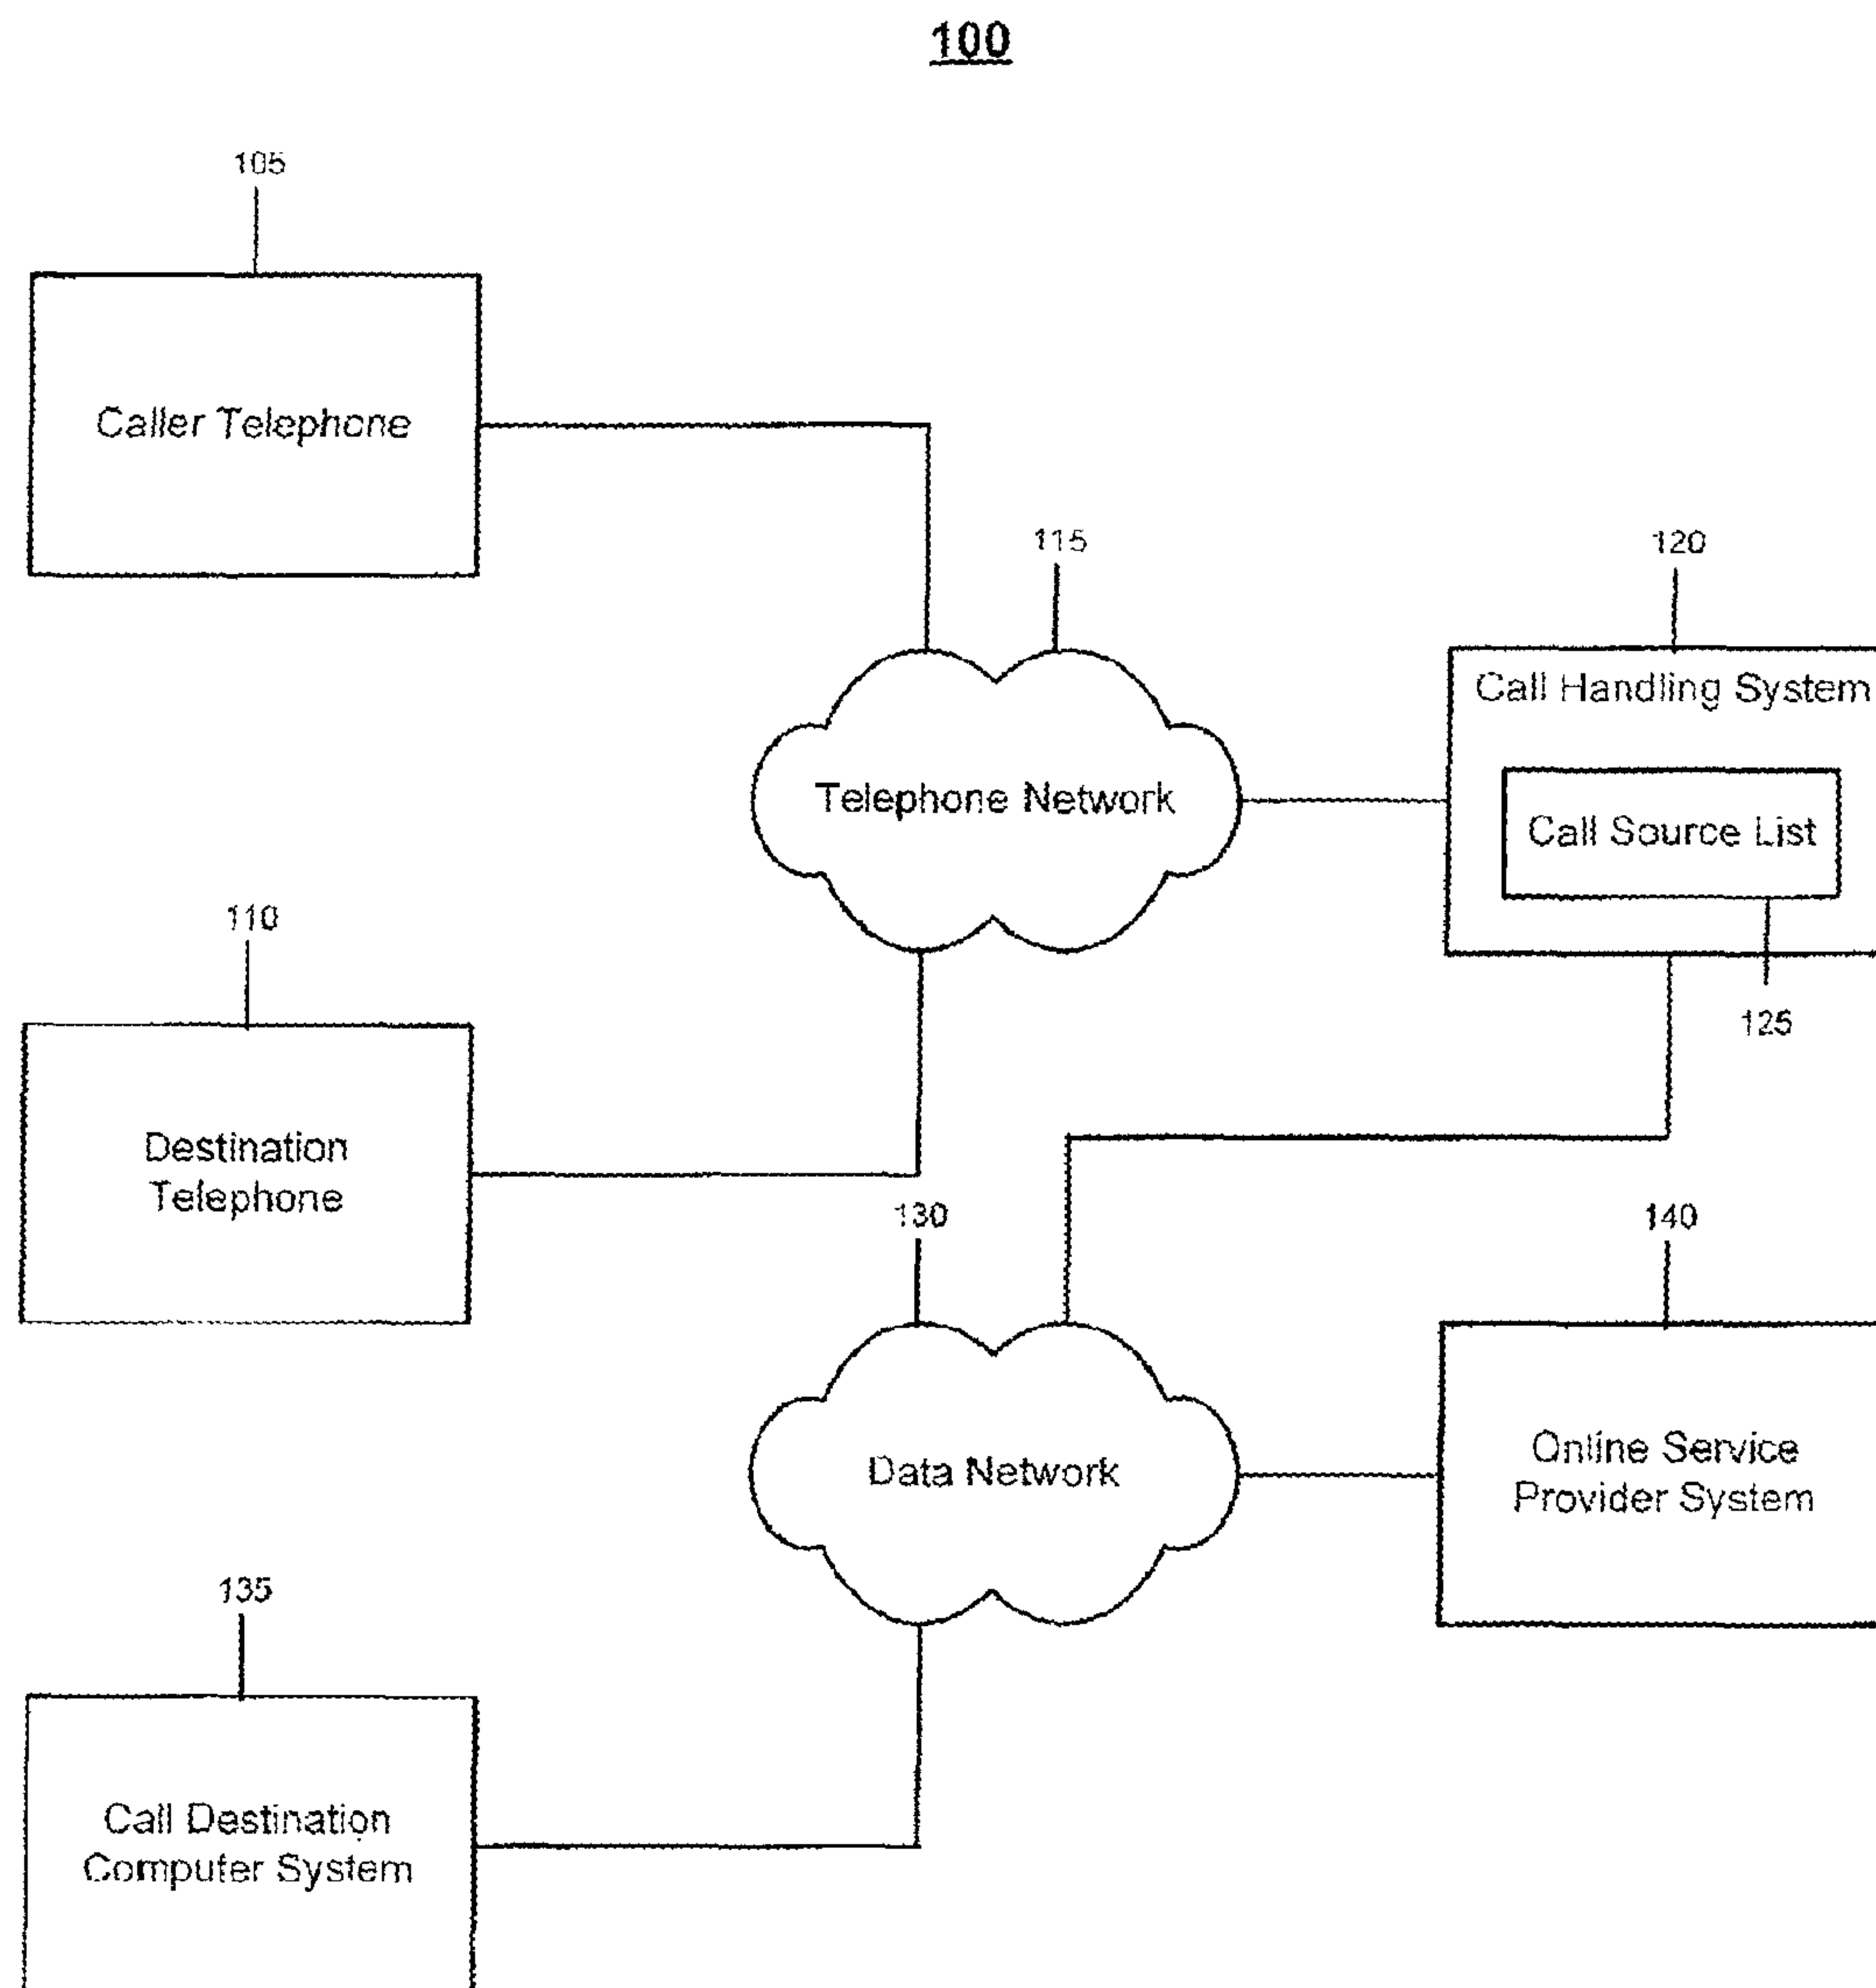 100
105
Caller Telephone
115
120
Call Handling System
Telephone Network
Call Source List
110
125
Destination
Telephone
130
140
Data Network
Online Service
Provider System
135
Call Destination
Computer System